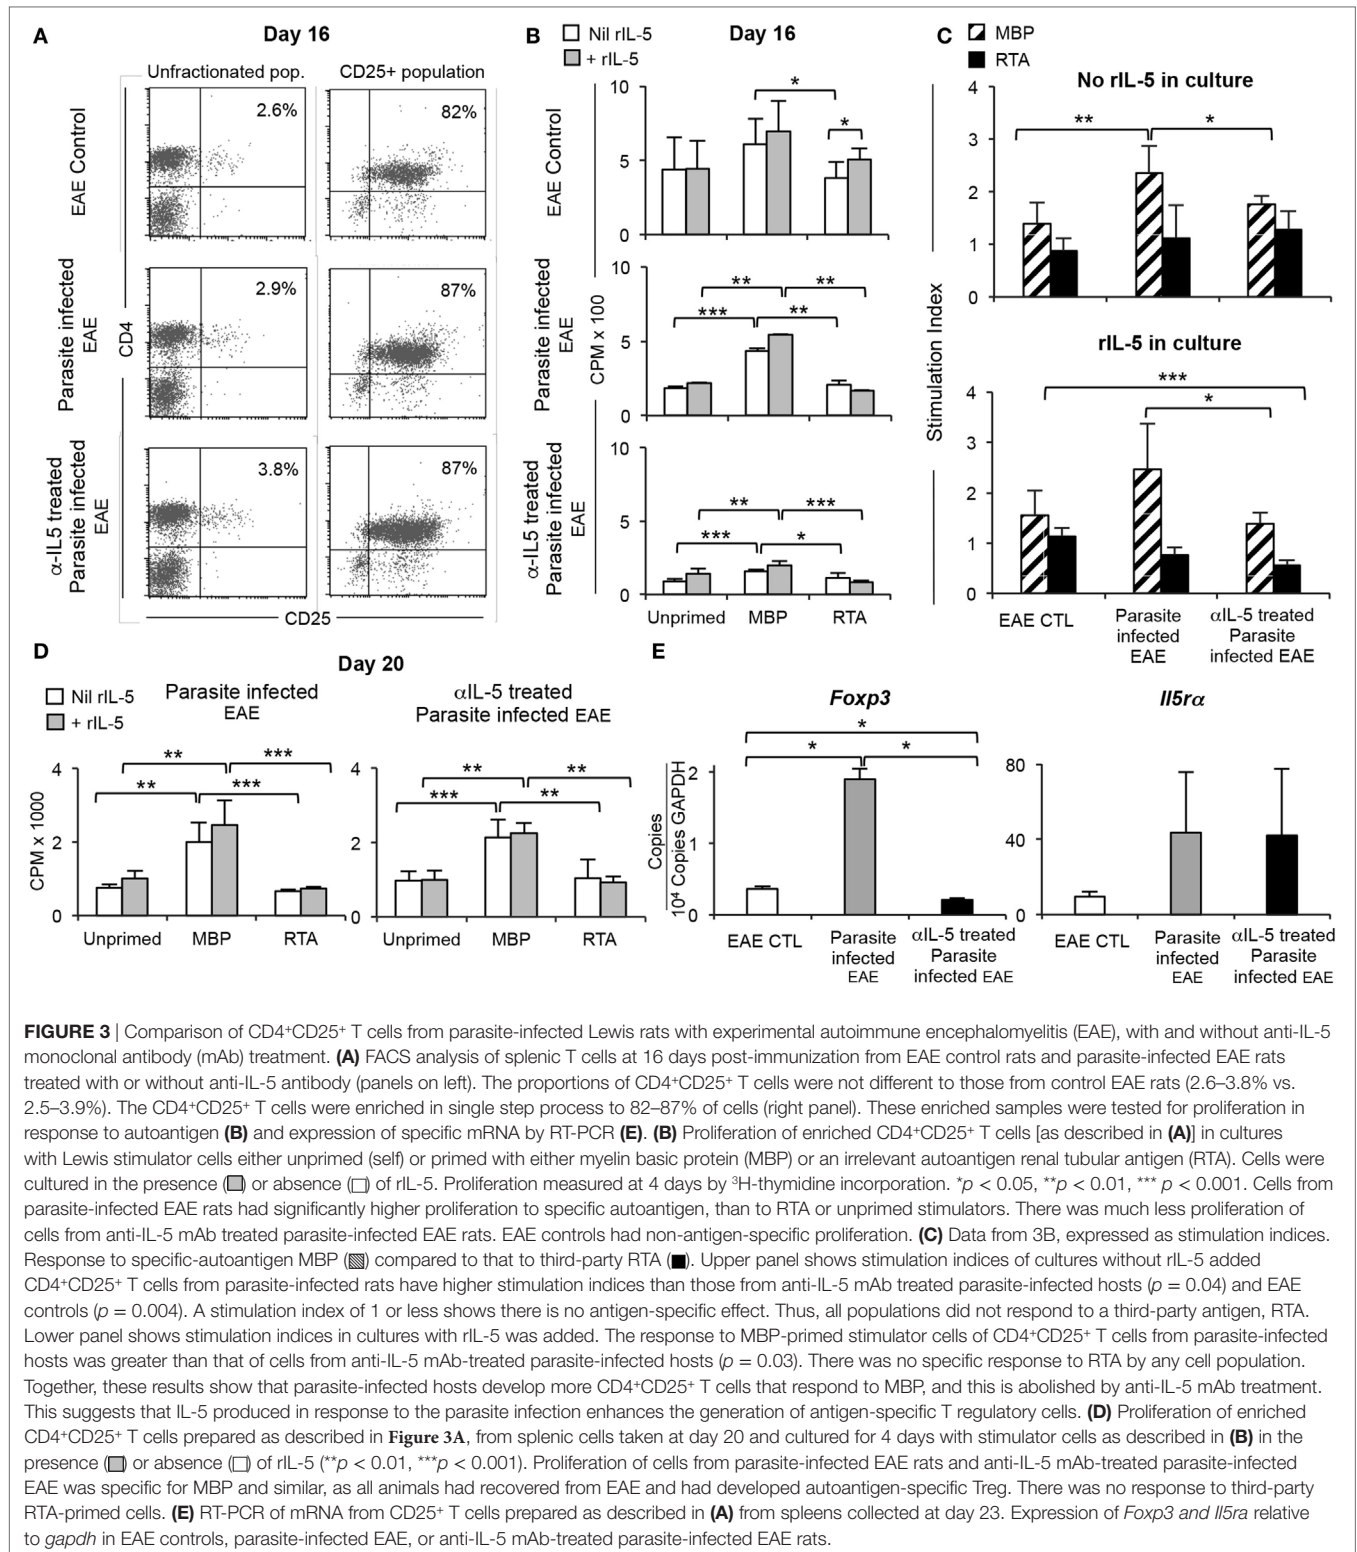 A
Day 16
Unfractionated pop.
CD25+ population
EAE Control
2.6%
82%
Parasite infected
EAE
2.9%
87%
α-IL5 treated
Parasite infected
EAE
3.8%
87%
CD4
CD25
B
Nil rIL-5
+ rIL-5
Day 16
10
5
0
*
*
10
5
0
**
**
***
**
10
5
0
**
***
***
*
CPM x 100
EAE Control
Parasite infected
EAE
α-IL5 treated
Parasite infected
EAE
Unprimed
MBP
RTA
C
MBP
RTA
No rIL-5 in culture
4
3
2
1
0
**
*
rIL-5 in culture
4
3
2
1
0
***
*
Stimulation Index
EAE CTL
Parasite
infected
EAE
αIL-5 treated
Parasite
infected EAE
D
Day 20
Nil rIL-5
+ rIL-5
Parasite infected
EAE
αIL-5 treated
Parasite infected EAE
CPM x 1000
4
2
0
**
***
**
***
Unprimed
MBP
RTA
4
2
0
**
**
***
**
Unprimed
MBP
RTA
E
Foxp3
Copies
10⁴ Copies GAPDH
2
1
0
*
*
*
EAE CTL
Parasite
infected
EAE
αIL-5 treated
Parasite
infected EAE
Il5rα
80
40
0
EAE CTL
Parasite
infected
EAE
αIL-5 treated
Parasite
infected EAE
FIGURE 3 | Comparison of CD4⁺CD25⁺ T cells from parasite-infected Lewis rats with experimental autoimmune encephalomyelitis (EAE), with and without anti-IL-5
monoclonal antibody (mAb) treatment. (A) FACS analysis of splenic T cells at 16 days post-immunization from EAE control rats and parasite-infected EAE rats
treated with or without anti-IL-5 antibody (panels on left). The proportions of CD4⁺CD25⁺ T cells were not different to those from control EAE rats (2.6–3.8% vs.
2.5–3.9%). The CD4⁺CD25⁺ T cells were enriched in single step process to 82–87% of cells (right panel). These enriched samples were tested for proliferation in
response to autoantigen (B) and expression of specific mRNA by RT-PCR (E). (B) Proliferation of enriched CD4⁺CD25⁺ T cells [as described in (A)] in cultures
with Lewis stimulator cells either unprimed (self) or primed with either myelin basic protein (MBP) or an irrelevant autoantigen renal tubular antigen (RTA). Cells were
cultured in the presence (■) or absence (□) of rIL-5. Proliferation measured at 4 days by ³H-thymidine incorporation. *p < 0.05, **p < 0.01, *** p < 0.001. Cells from
parasite-infected EAE rats had significantly higher proliferation to specific autoantigen, than to RTA or unprimed stimulators. There was much less proliferation of
cells from anti-IL-5 mAb treated parasite-infected EAE rats. EAE controls had non-antigen-specific proliferation. (C) Data from 3B, expressed as stimulation indices.
Response to specific-autoantigen MBP (▧) compared to that to third-party RTA (■). Upper panel shows stimulation indices of cultures without rIL-5 added
CD4⁺CD25⁺ T cells from parasite-infected rats have higher stimulation indices than those from anti-IL-5 mAb treated parasite-infected hosts (p = 0.04) and EAE
controls (p = 0.004). A stimulation index of 1 or less shows there is no antigen-specific effect. Thus, all populations did not respond to a third-party antigen, RTA.
Lower panel shows stimulation indices in cultures with rIL-5 was added. The response to MBP-primed stimulator cells of CD4⁺CD25⁺ T cells from parasite-infected
hosts was greater than that of cells from anti-IL-5 mAb-treated parasite-infected hosts (p = 0.03). There was no specific response to RTA by any cell population.
Together, these results show that parasite-infected hosts develop more CD4⁺CD25⁺ T cells that respond to MBP, and this is abolished by anti-IL-5 mAb treatment.
This suggests that IL-5 produced in response to the parasite infection enhances the generation of antigen-specific T regulatory cells. (D) Proliferation of enriched
CD4⁺CD25⁺ T cells prepared as described in Figure 3A, from splenic cells taken at day 20 and cultured for 4 days with stimulator cells as described in (B) in the
presence (■) or absence (□) of rIL-5 (**p < 0.01, ***p < 0.001). Proliferation of cells from parasite-infected EAE rats and anti-IL-5 mAb-treated parasite-infected
EAE was specific for MBP and similar, as all animals had recovered from EAE and had developed autoantigen-specific Treg. There was no response to third-party
RTA-primed cells. (E) RT-PCR of mRNA from CD25⁺ T cells prepared as described in (A) from spleens collected at day 23. Expression of Foxp3 and Il5ra relative
to gapdh in EAE controls, parasite-infected EAE, or anti-IL-5 mAb-treated parasite-infected EAE rats.